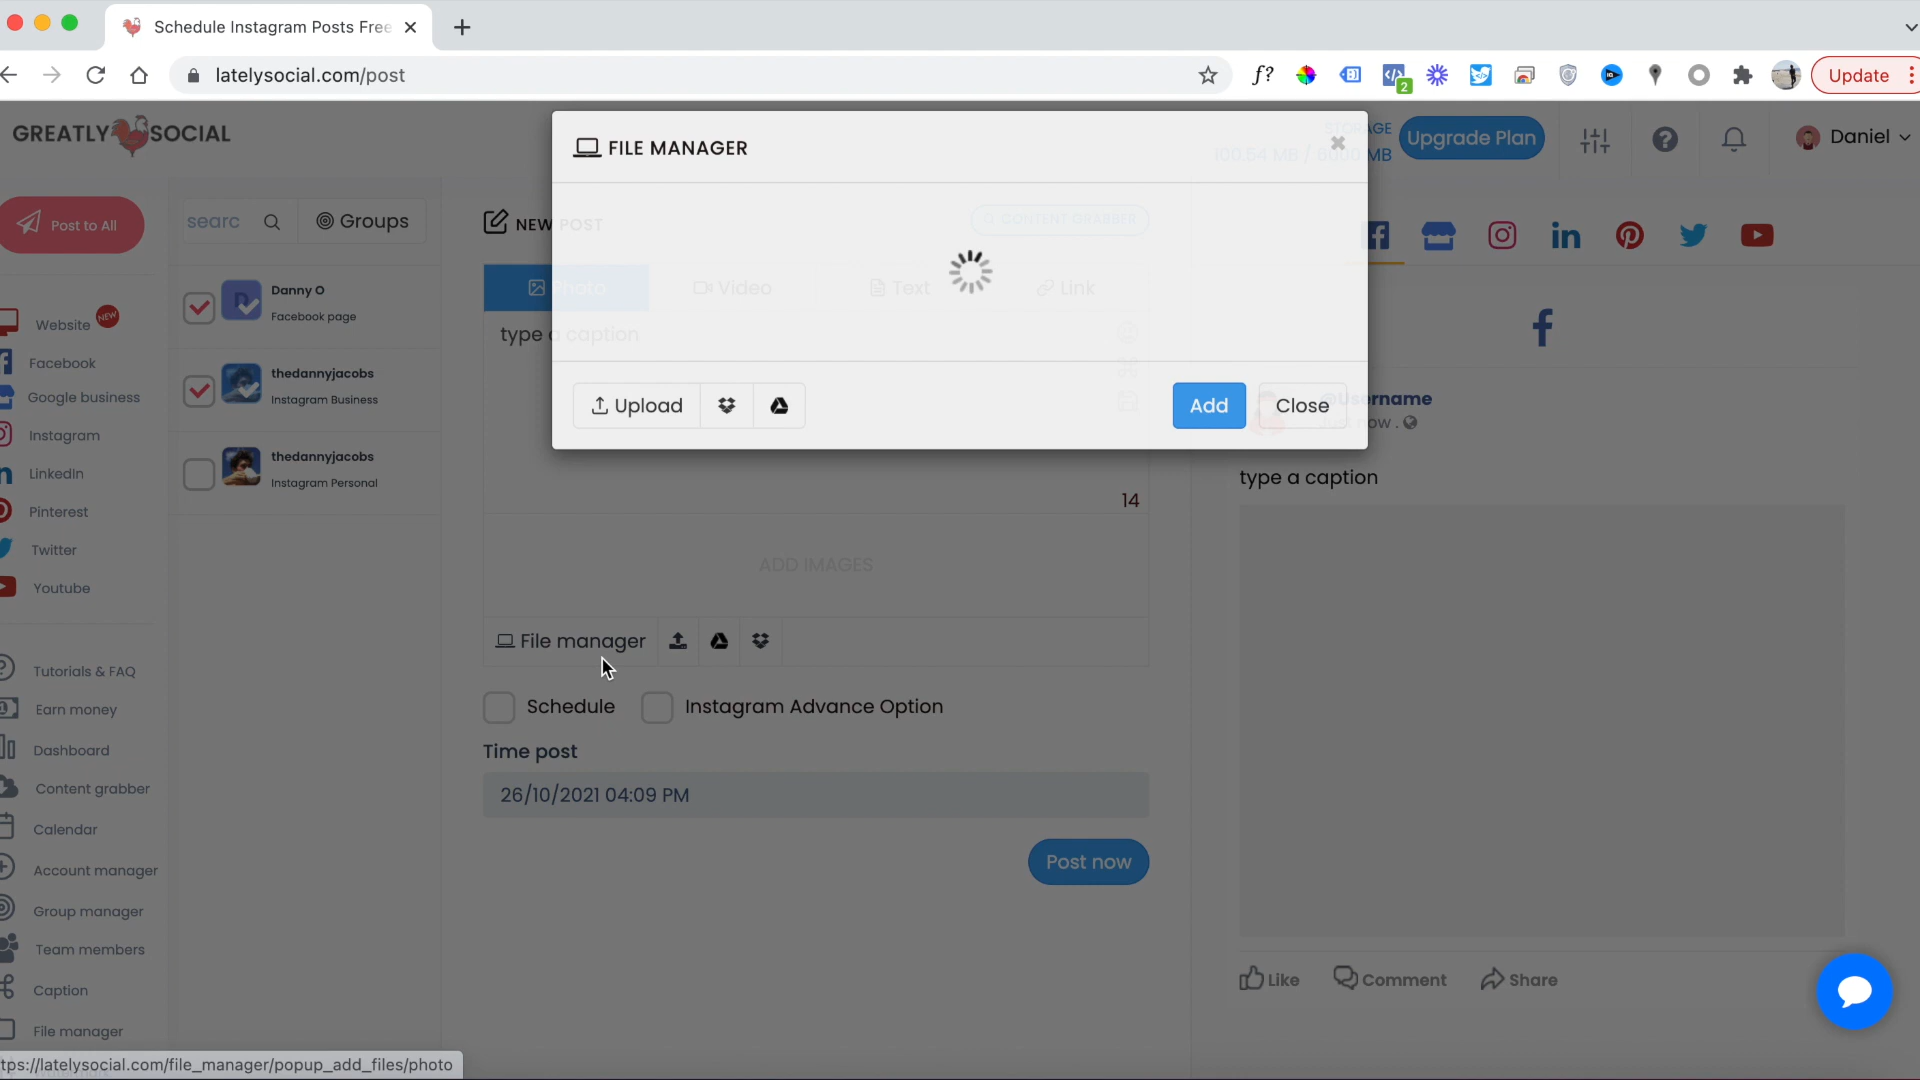 Schedule Instagram Posts Free
latelysocial.com/post
f?
2
Update
GREATLY SOCIAL
FILE MANAGER
STORAGE
100,54 MB / 6000 MB
Upgrade Plan
Daniel
Post to All
searc
Groups
NEW POST
CONTENT GRABBER
Photo
Video
Text
Link
type a caption
Danny O
Facebook page
thedannyjacobs
Instagram Business
thedannyjacobs
Instagram Personal
Website NEW
Facebook
Google business
Instagram
LinkedIn
Pinterest
Twitter
Youtube
Tutorials & FAQ
Earn money
Dashboard
Content grabber
Calendar
Account manager
Group manager
Team members
Caption
File manager
Upload
Add
Close
@Username
Just now .
type a caption
14
ADD IMAGES
File manager
Schedule
Instagram Advance Option
Time post
26/10/2021 04:09 PM
Post now
Like
Comment
Share
tps://latelysocial.com/file_manager/popup_add_files/photo